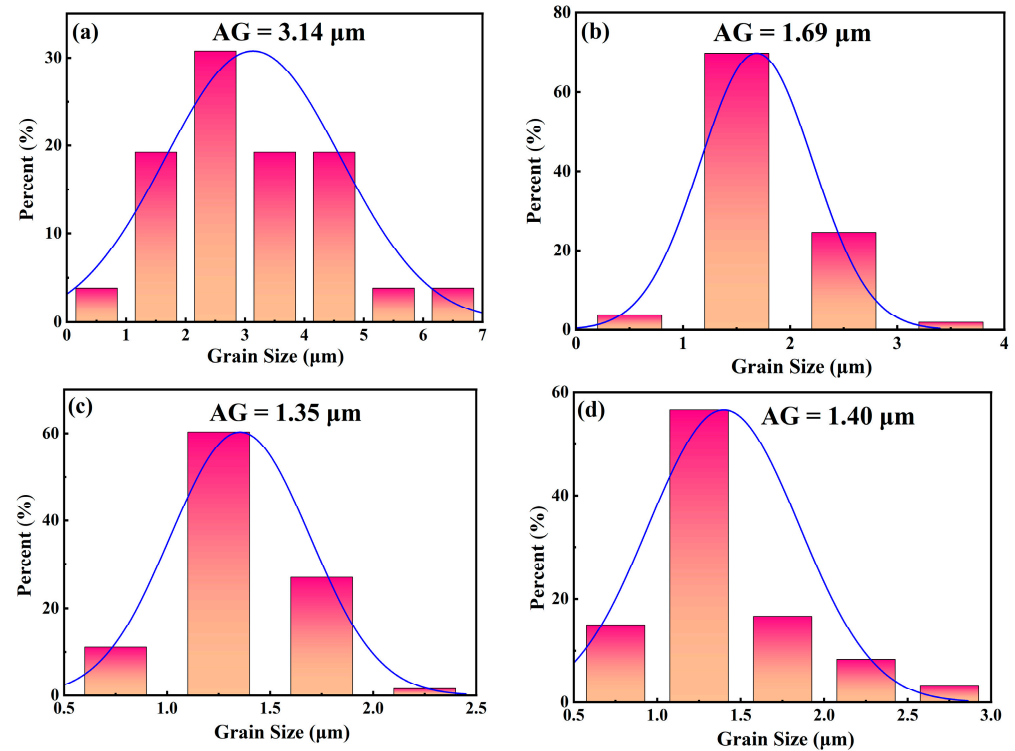 (a)
AG = 3.14 μm
Percent (%)
30
20
10
0
0 1 2 3 4 5 6 7
Grain Size (μm)
(b)
AG = 1.69 μm
Percent (%)
80
60
40
20
0
0 1 2 3 4
Grain Size (μm)
(c)
AG = 1.35 μm
Percent (%)
60
40
20
0
0.5 1.0 1.5 2.0 2.5
Grain Size (μm)
(d)
AG = 1.40 μm
Percent (%)
60
50
40
30
20
10
0
0.5 1.0 1.5 2.0 2.5 3.0
Grain Size (μm)